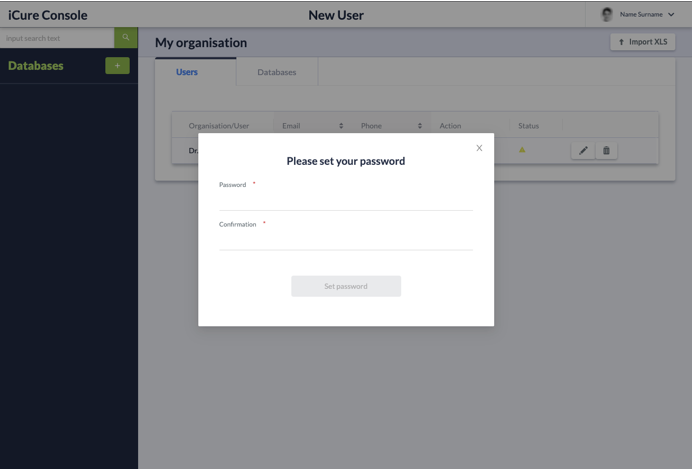 iCure Console
New User
Name Surname
input search text
My organisation
Import XLS
Databases
+
Users
Databases
Organisation/User
Email
Phone
Action
Status
Dr.
X
Please set your password
Password *
Confirmation *
Set password